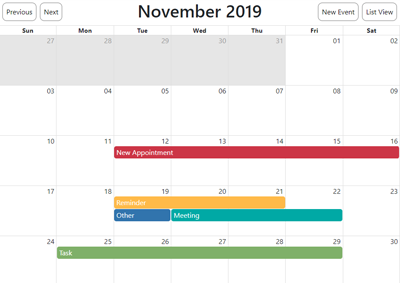 Previous Next November 2019 New Event List View
Sun Mon Tue Wed Thu Fri Sat
27 28 29 30 31 01 02
03 04 05 06 07 08 09
10 11 12 13 14 15 16
New Appointment
17 18 19 20 21 22 23
Reminder
Other Meeting
24 25 26 27 28 29 30
Task